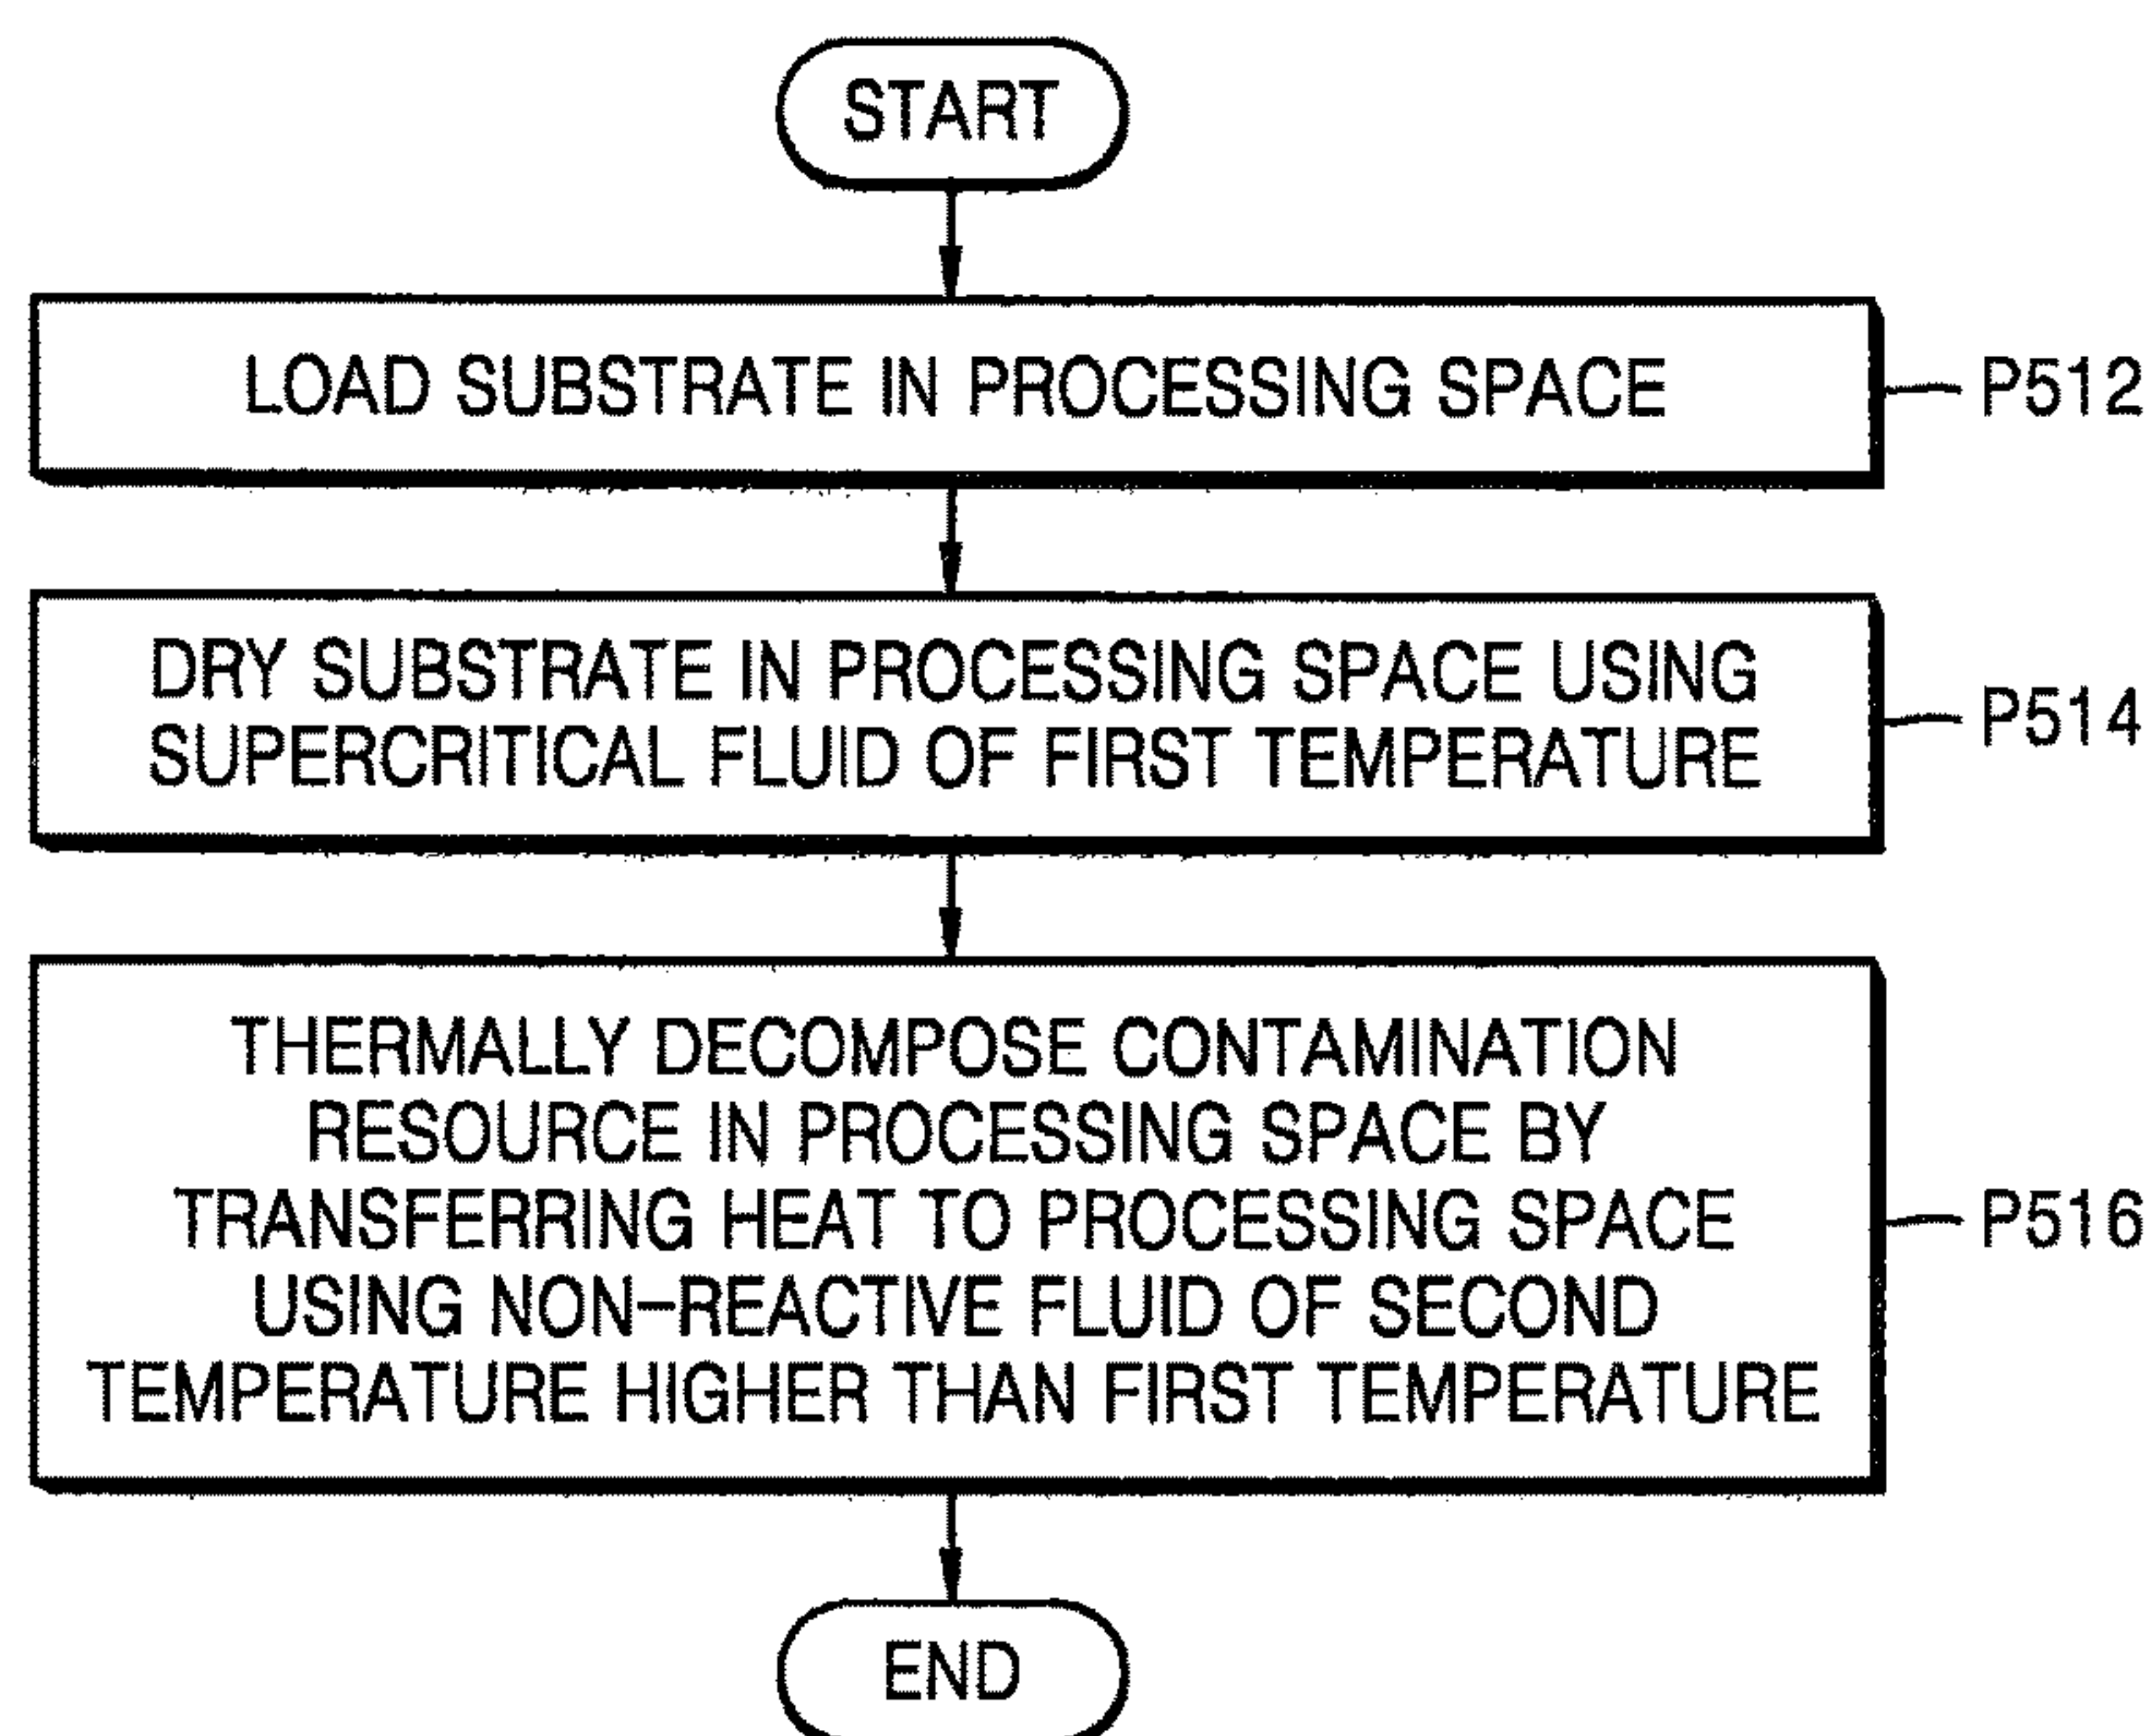 START
LOAD SUBSTRATE IN PROCESSING SPACE
P512
DRY SUBSTRATE IN PROCESSING SPACE USING
SUPERCRITICAL FLUID OF FIRST TEMPERATURE
P514
THERMALLY DECOMPOSE CONTAMINATION
RESOURCE IN PROCESSING SPACE BY
TRANSFERRING HEAT TO PROCESSING SPACE
USING NON-REACTIVE FLUID OF SECOND
TEMPERATURE HIGHER THAN FIRST TEMPERATURE
P516
END